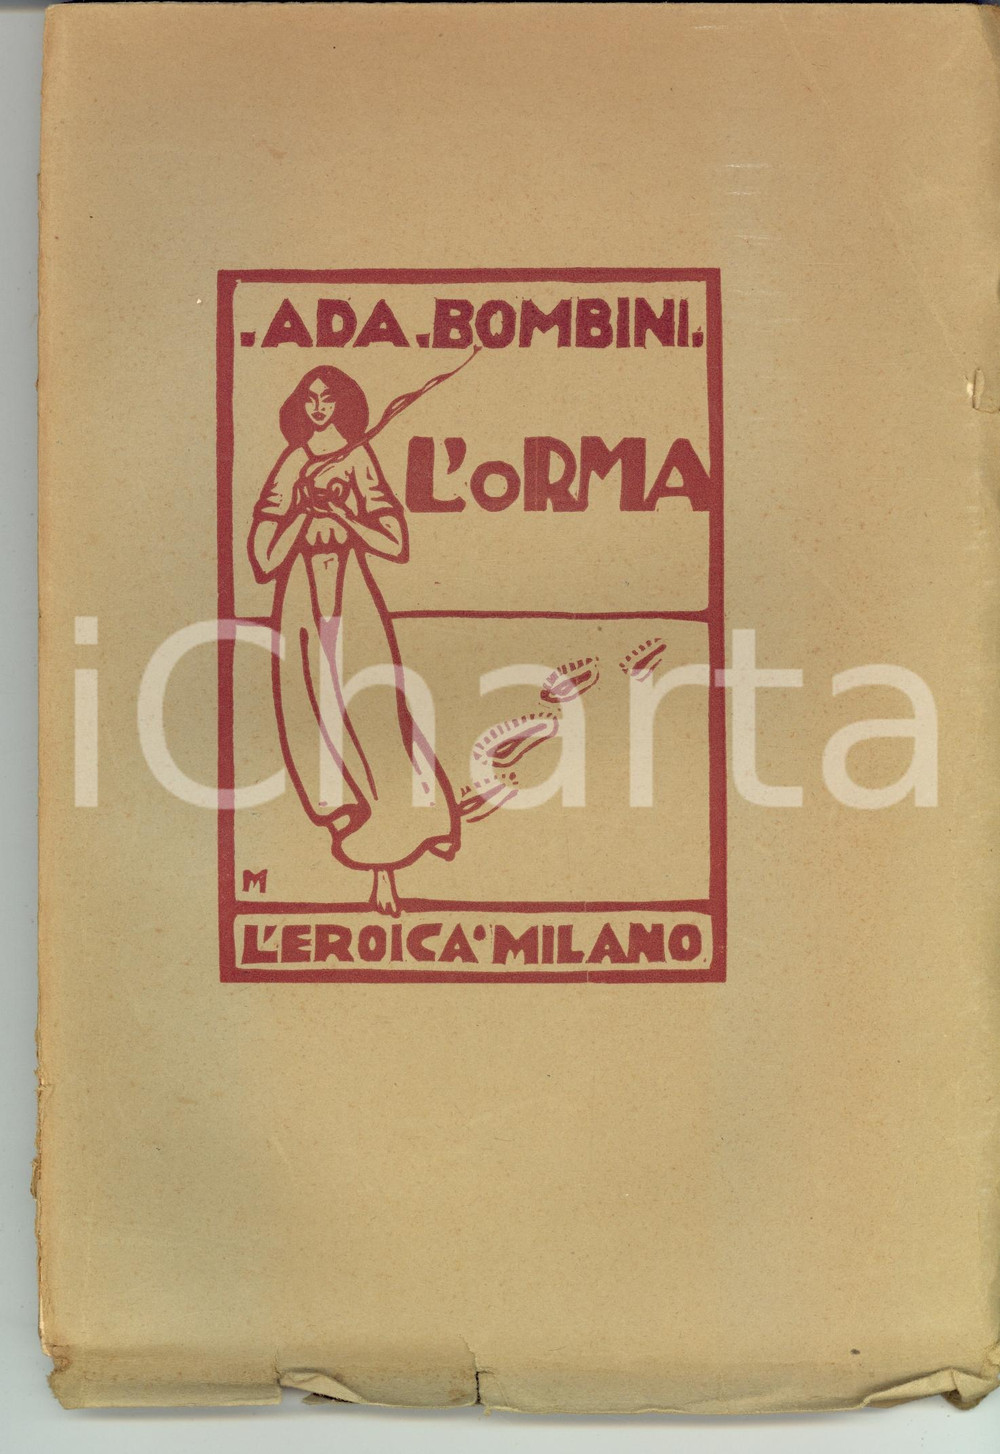 .ADA.BOMBINI.
L'ORMA
iCharta
M
L'EROICA·MILANO